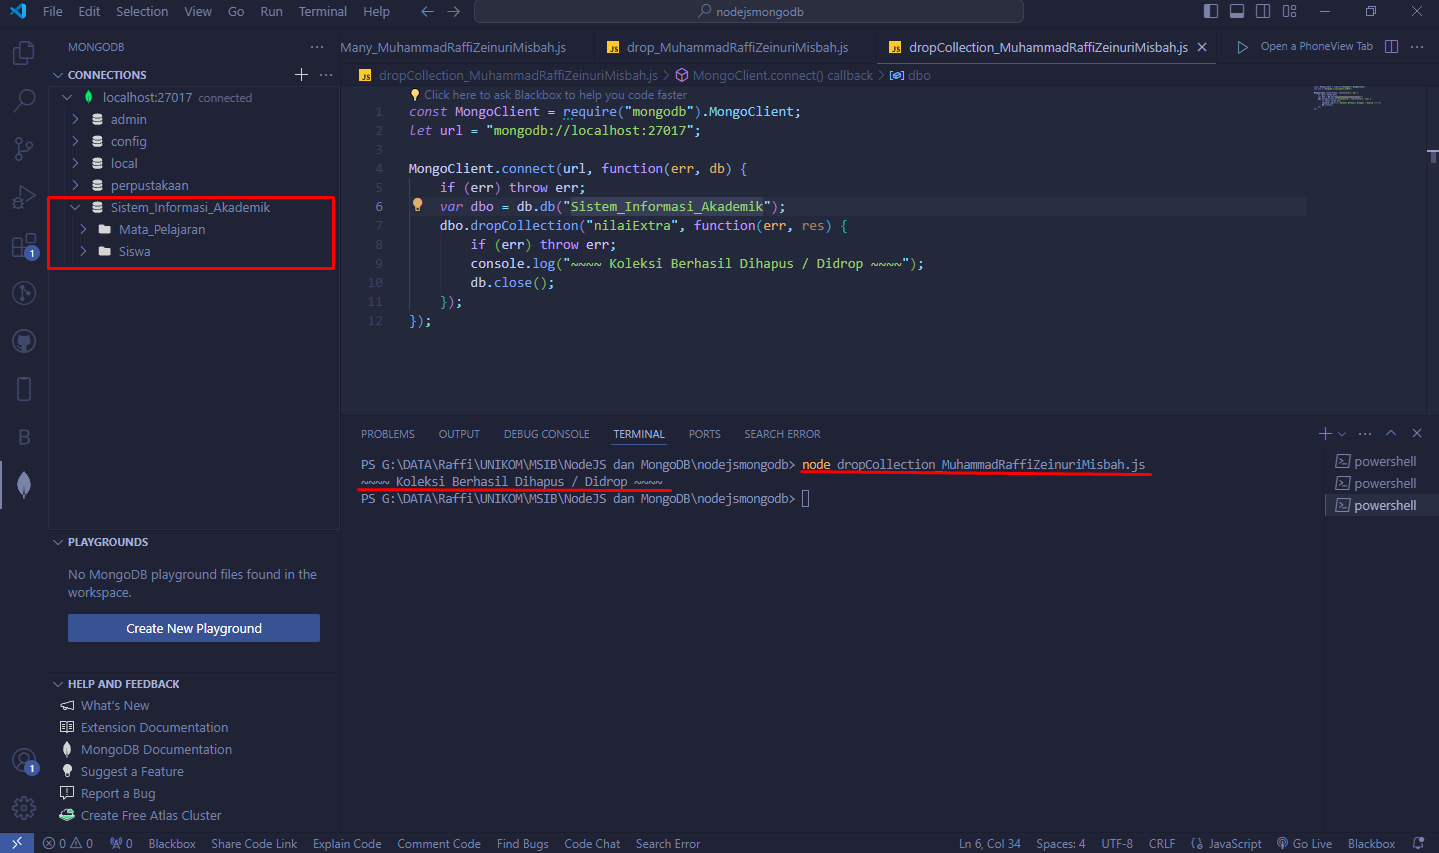 File Edit Selection View Go Run Terminal Help nodejsmongodb
MONGODB
Many_MuhammadRaffiZeinuriMisbah.js drop_MuhammadRaffiZeinuriMisbah.js dropCollection_MuhammadRaffiZeinuriMisbah.js Open a PhoneView Tab
CONNECTIONS
dropCollection_MuhammadRaffiZeinuriMisbah.js > MongoClient.connect() callback > dbo
localhost:27017 connected
admin
config
local
perpustakaan
Sistem_Informasi_Akademik
Mata_Pelajaran
Siswa
Click here to ask Blackbox to help you code faster
1 const MongoClient = require("mongodb").MongoClient;
2 let url = "mongodb://localhost:27017";
3
4 MongoClient.connect(url, function(err, db) {
5 if (err) throw err;
6 var dbo = db.db("Sistem_Informasi_Akademik");
7 dbo.dropCollection("nilaiExtra", function(err, res) {
8 if (err) throw err;
9 console.log("~~~~ Koleksi Berhasil Dihapus / Didrop ~~~~");
10 db.close();
11 });
12 });
PROBLEMS OUTPUT DEBUG CONSOLE TERMINAL PORTS SEARCH ERROR
PS G:\DATA\Raffi\UNIKOM\MSIB\NodeJS dan MongoDB\nodejsmongodb> node dropCollection_MuhammadRaffiZeinuriMisbah.js
~~~~ Koleksi Berhasil Dihapus / Didrop ~~~~
PS G:\DATA\Raffi\UNIKOM\MSIB\NodeJS dan MongoDB\nodejsmongodb>
powershell
powershell
powershell
PLAYGROUNDS
No MongoDB playground files found in the
workspace.
Create New Playground
HELP AND FEEDBACK
What's New
Extension Documentation
MongoDB Documentation
Suggest a Feature
Report a Bug
Create Free Atlas Cluster
1
1
B
0 0 0 Blackbox Share Code Link Explain Code Comment Code Find Bugs Code Chat Search Error Ln 6, Col 34 Spaces: 4 UTF-8 CRLF JavaScript Go Live Blackbox